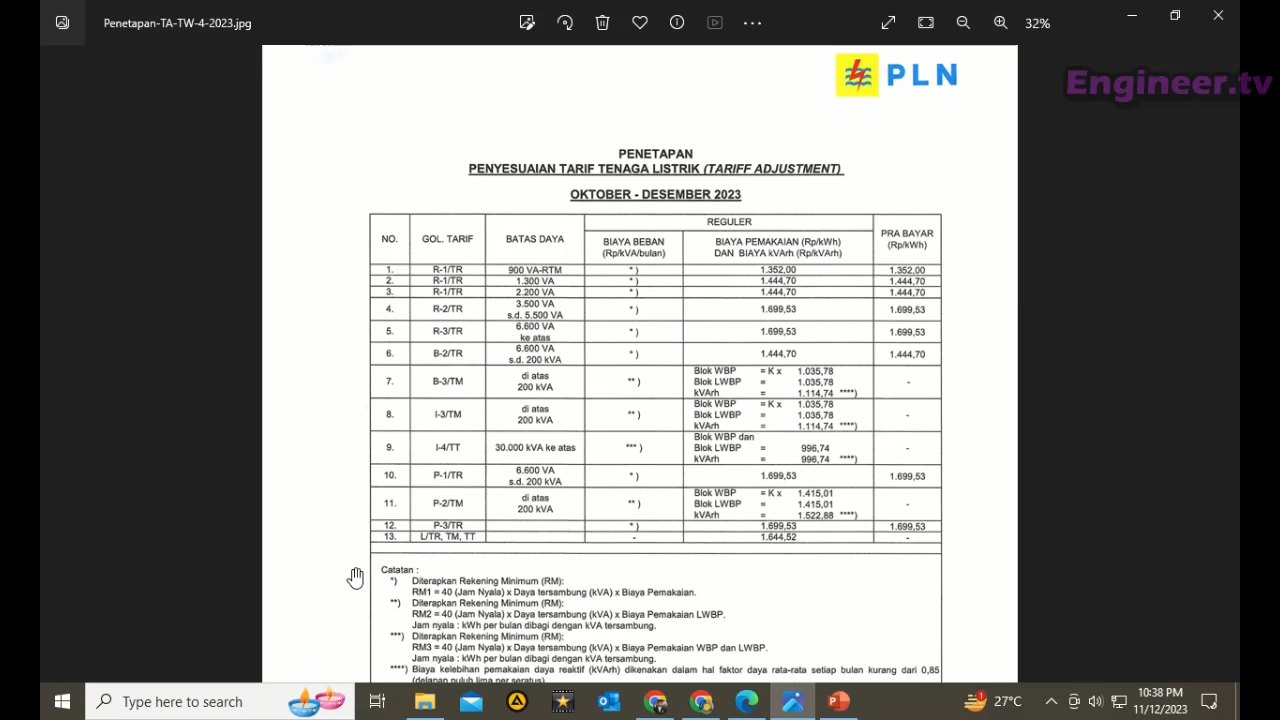 Penetapan-TA-TW-4-2023.jpg
32%
Engineer.tv
PLN
PENETAPAN
PENYESUAIAN TARIF TENAGA LISTRIK (TARIFF ADJUSTMENT)
OKTOBER - DESEMBER 2023
NO. GOL. TARIF BATAS DAYA REGULER PRA BAYAR (Rp/kWh)
BIAYA BEBAN (Rp/kVA/bulan) BIAYA PEMAKAIAN (Rp/kWh) DAN BIAYA kVArh (Rp/kVArh)
1. R-1/TR 900 VA-RTM *) 1.352,00 1.352,00
2. R-1/TR 1.300 VA *) 1.444,70 1.444,70
3. R-1/TR 2.200 VA *) 1.444,70 1.444,70
4. R-2/TR 3.500 VA s.d. 5.500 VA *) 1.699,53 1.699,53
5. R-3/TR 6.600 VA ke atas *) 1.699,53 1.699,53
6. B-2/TR 6.600 VA s.d. 200 kVA *) 1.444,70 1.444,70
7. B-3/TM di atas 200 kVA **) Blok WBP = K x 1.035,78 -
Blok LWBP = 1.035,78
kVArh = 1.114,74 ****)
8. I-3/TM di atas 200 kVA **) Blok WBP = K x 1.035,78 -
Blok LWBP = 1.035,78
kVArh = 1.114,74 ****)
9. I-4/TT 30.000 kVA ke atas ***) Blok WBP dan -
Blok LWBP = 996,74
kVArh = 996,74 ****)
10. P-1/TR 6.600 VA s.d. 200 kVA *) 1.699,53 1.699,53
11. P-2/TM di atas 200 kVA **) Blok WBP = K x 1.415,01 -
Blok LWBP = 1.415,01
kVArh = 1.522,88 ****)
12. P-3/TR *) 1.699,53 1.699,53
13. L/TR, TM, TT - 1.644,52 -
Catatan :
*) Diterapkan Rekening Minimum (RM):
RM1 = 40 (Jam Nyala) x Daya tersambung (kVA) x Biaya Pemakaian.
**) Diterapkan Rekening Minimum (RM):
RM2 = 40 (Jam Nyala) x Daya tersambung (kVA) x Biaya Pemakaian LWBP.
Jam nyala : kWh per bulan dibagi dengan kVA tersambung.
***) Diterapkan Rekening Minimum (RM):
RM3 = 40 (Jam Nyala) x Daya tersambung (kVA) x Biaya Pemakaian WBP dan LWBP.
Jam nyala : kWh per bulan dibagi dengan kVA tersambung.
****) Biaya kelebihan pemakaian daya reaktif (kVArh) dikenakan dalam hal faktor daya rata-rata setiap bulan kurang dari 0,85
(delapan puluh lima per seratus)
Type here to search
27°C
10:38 PM
11/12/2023